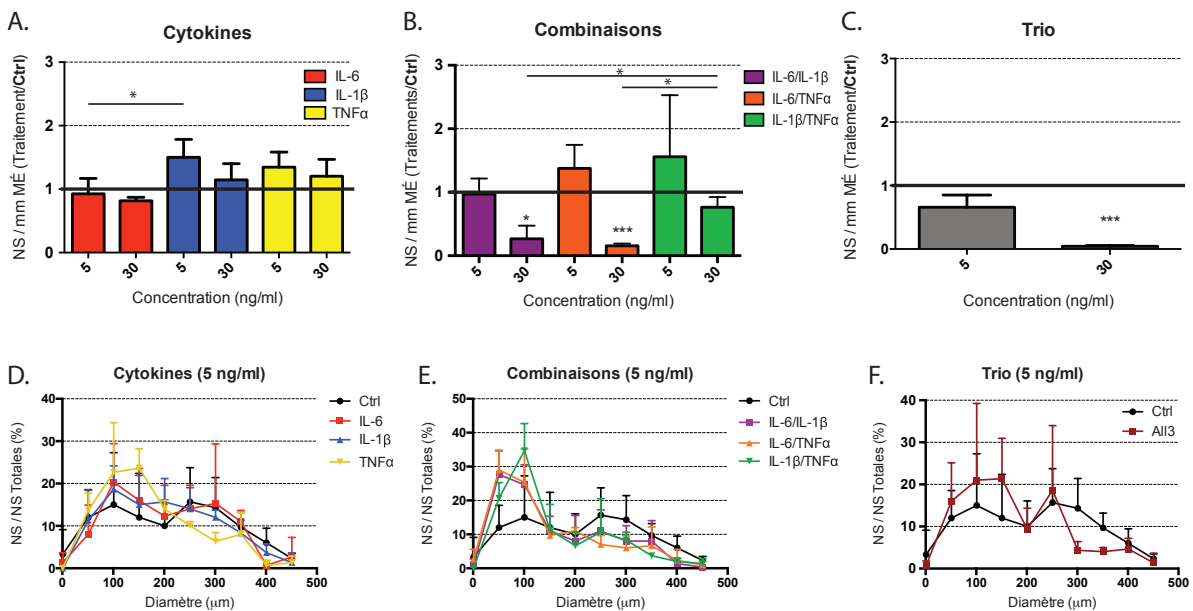 A.
Cytokines
NS / mm MÉ (Traitement/Ctrl)
3
2
1
0
*
IL-6
IL-1β
TNFα
5
30
5
30
5
30
Concentration (ng/ml)
B.
Combinaisons
NS / mm MÉ (Traitements/Ctrl)
3
2
1
0
*
*
*
***
IL-6/IL-1β
IL-6/TNFα
IL-1β/TNFα
5
30
5
30
5
30
Concentration (ng/ml)
C.
Trio
NS / mm MÉ (Traitement/Ctrl)
3
2
1
0
***
5
30
Concentration (ng/ml)
D.
Cytokines (5 ng/ml)
NS / NS Totales (%)
40
30
20
10
0
Ctrl
IL-6
IL-1β
TNFα
0
100
200
300
400
500
Diamètre (µm)
E.
Combinaisons (5 ng/ml)
NS / NS Totales (%)
50
40
30
20
10
0
Ctrl
IL-6/IL-1β
IL-6/TNFα
IL-1β/TNFα
0
100
200
300
400
500
Diamètre (µm)
F.
Trio (5 ng/ml)
NS / NS Totales (%)
40
30
20
10
0
Ctrl
All3
0
100
200
300
400
500
Diamètre (µm)